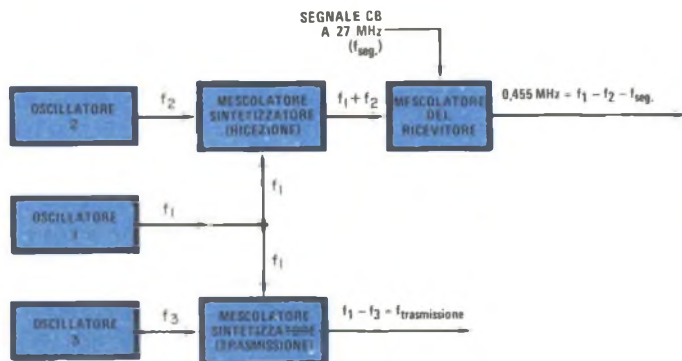 SEGNALE CB
A 27 MHz
(fseg.)
OSCILLATORE
2
f2
MESCOLATORE
SINTETIZZATORE
(RICEZIONE)
f1 + f2
MESCOLATORE
DEL
RICEVITORE
0,455 MHz = f1 – f2 – fseg.
f1
OSCILLATORE
1
f1
f1
OSCILLATORE
3
f3
MESCOLATORE
SINTETIZZATORE
(TRASMISSIONE)
f1 – f3 = ftrasmissione